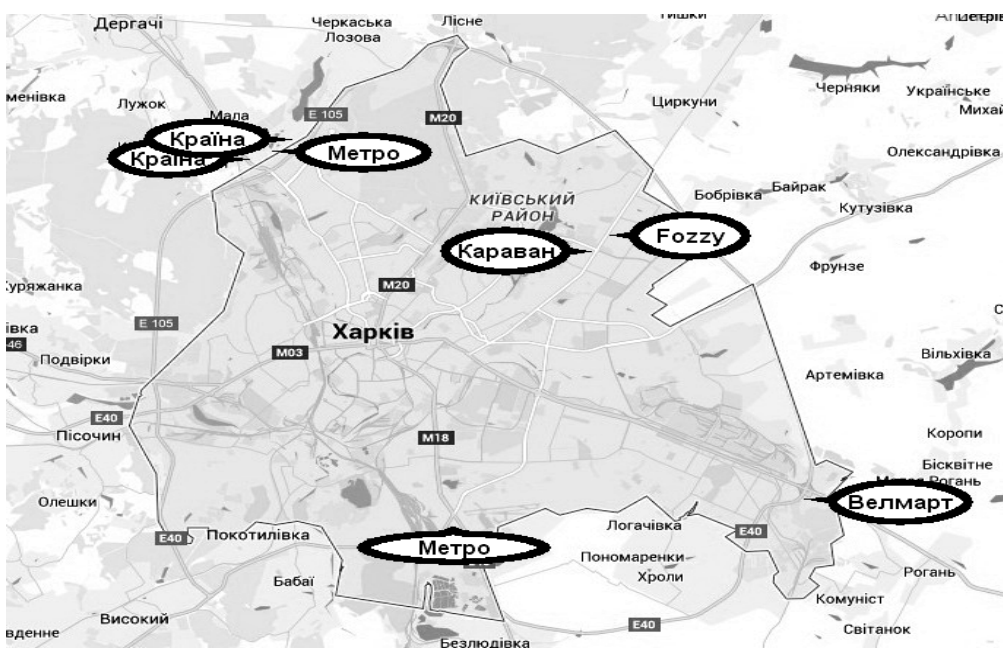 Дергачі
Черкаська
Лозова
Лісне
Черняки
Українське
Лужок
Мала
E 105
M20
Циркуни
Країна
Країна
Метро
Олександрівка
КИЇВСЬКИЙ
РАЙОН
Бобрівка
Байрак
Кутузівка
Караван
Fozzy
Фрунзе
M20
E 105
Харків
M03
Подвірки
Артемівка
Вільхівка
E40
Пісочин
M18
Коропи
Бісквітне
Рогань
Олешки
Велмарт
E40
Покотилівка
Логачівка
E40
Метро
Пономаренки
Хроли
Бабаї
Рогань
Комуніст
Високий
E40
Світанок
Безлюдівка